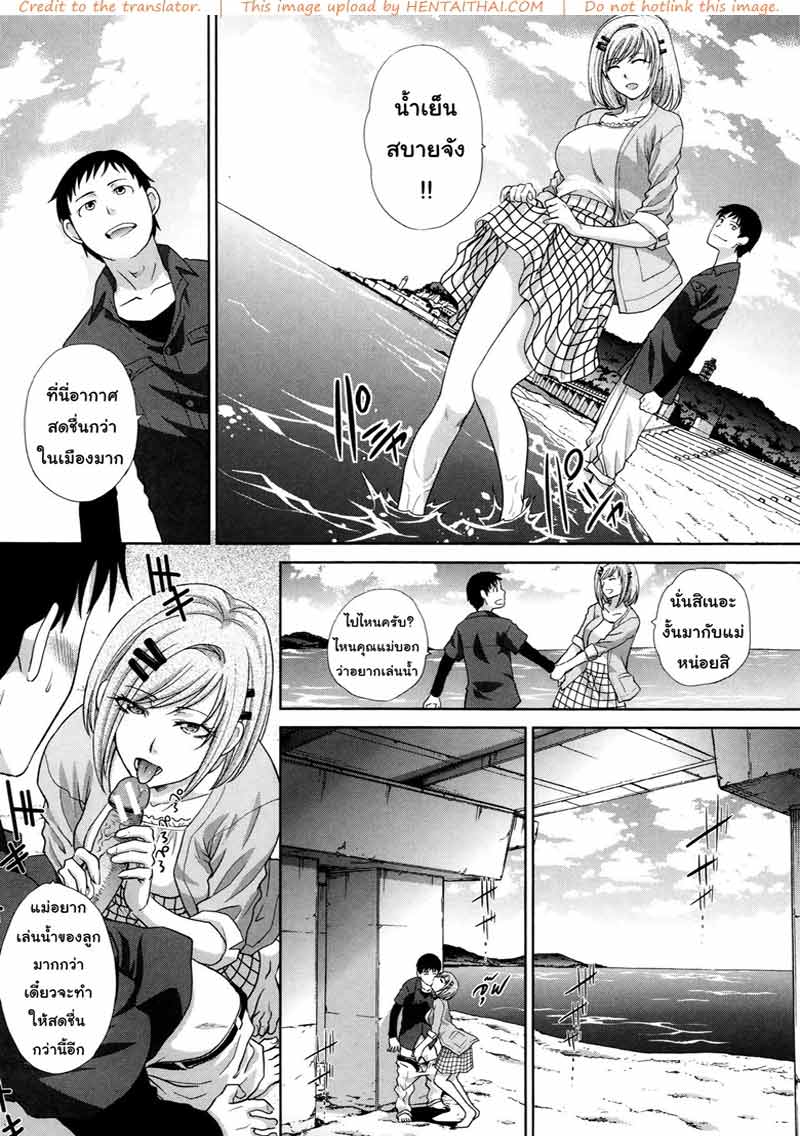 Credit to the translator. | This image upload by HENTAITHAI.COM | Do not hotlink this image.
น้ำเย็น
สบายจัง
!!
ที่นี่อากาศ
สดชื่นกว่า
ในเมืองมาก
パシャ
パシャ
นั่นสิเนอะ
งั้นมากับแม่
หน่อยสิ
ไปไหนครับ?
ไหนคุณแม่บอก
ว่าอยากเล่นน้ำ
จุ๊ฟ
แม่อยาก
เล่นน้ำของลูก
มากกว่า
เดี๋ยวจะทำ
ให้สดชื่น
กว่านี้อีก